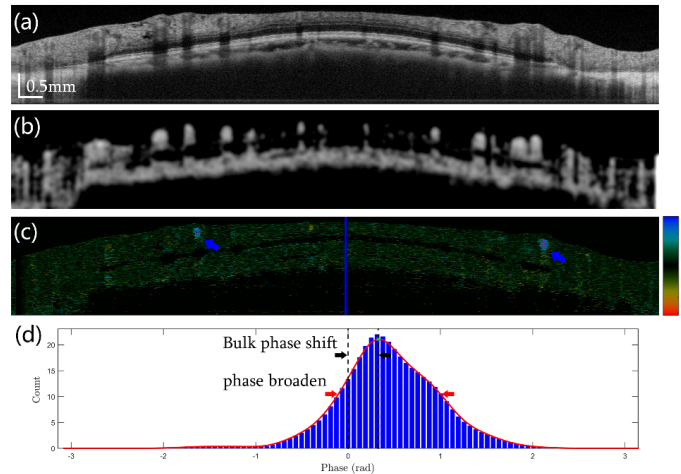 (a)
0.5mm
(b)
(c)
(d)
Bulk phase shift
phase broaden
Count
20
15
10
5
0
-3
-2
-1
0
1
2
3
Phase (rad)